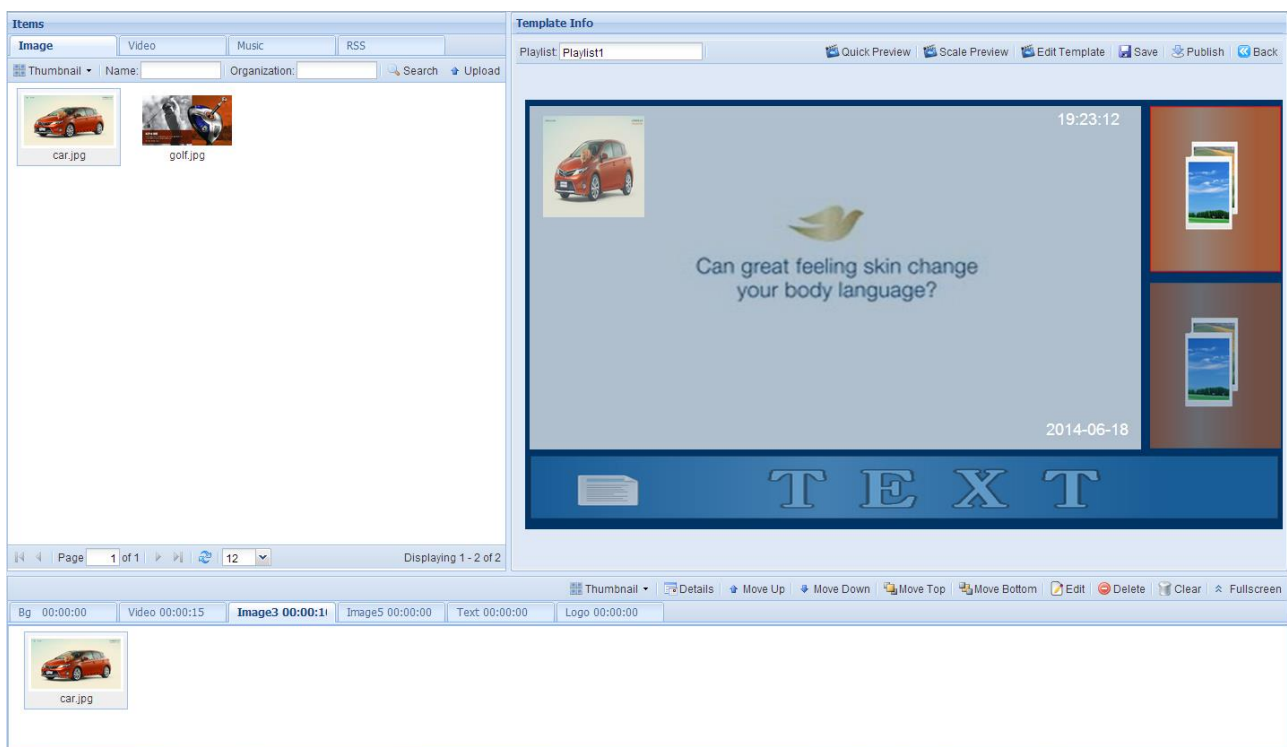 Items
Image Video Music RSS
Thumbnail Name: Organization: Search Upload
car.jpg golf.jpg
Page 1 of 1 12 Displaying 1 - 2 of 2
Template Info
Playlist: Playlist1 Quick Preview Scale Preview Edit Template Save Publish Back
19:23:12
Can great feeling skin change
your body language?
2014-06-18
TEXT
Thumbnail Details Move Up Move Down Move Top Move Bottom Edit Delete Clear Fullscreen
Bg 00:00:00 Video 00:00:15 Image3 00:00:1 Image5 00:00:00 Text 00:00:00 Logo 00:00:00
car.jpg